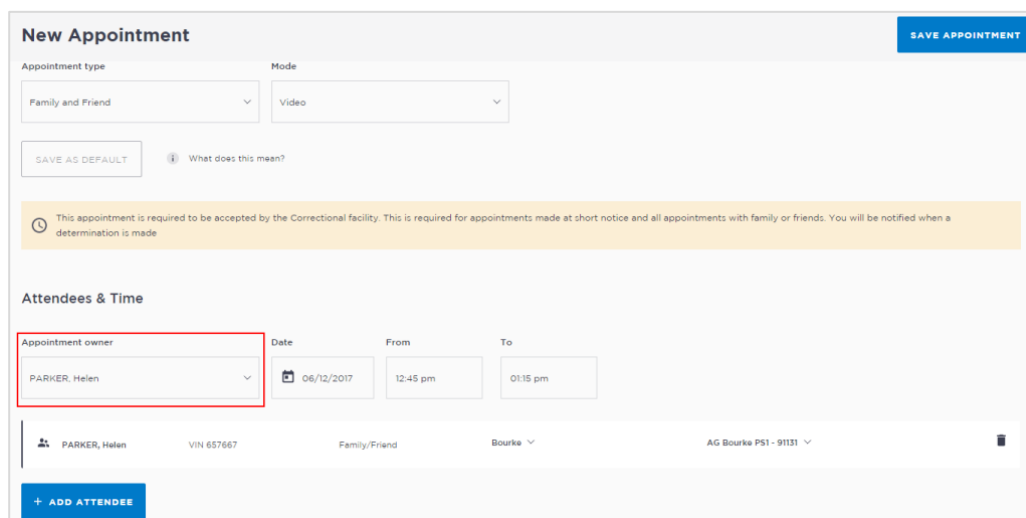 New Appointment
SAVE APPOINTMENT
Appointment type Mode
Family and Friend Video
SAVE AS DEFAULT What does this mean?
This appointment is required to be accepted by the Correctional facility. This is required for appointments made at short notice and all appointments with family or friends. You will be notified when a
determination is made
Attendees & Time
Appointment owner Date From To
PARKER, Helen 06/12/2017 12:45 pm 01:15 pm
PARKER, Helen VIN 657667 Family/Friend Bourke AG Bourke PS1 - 91131
+ ADD ATTENDEE